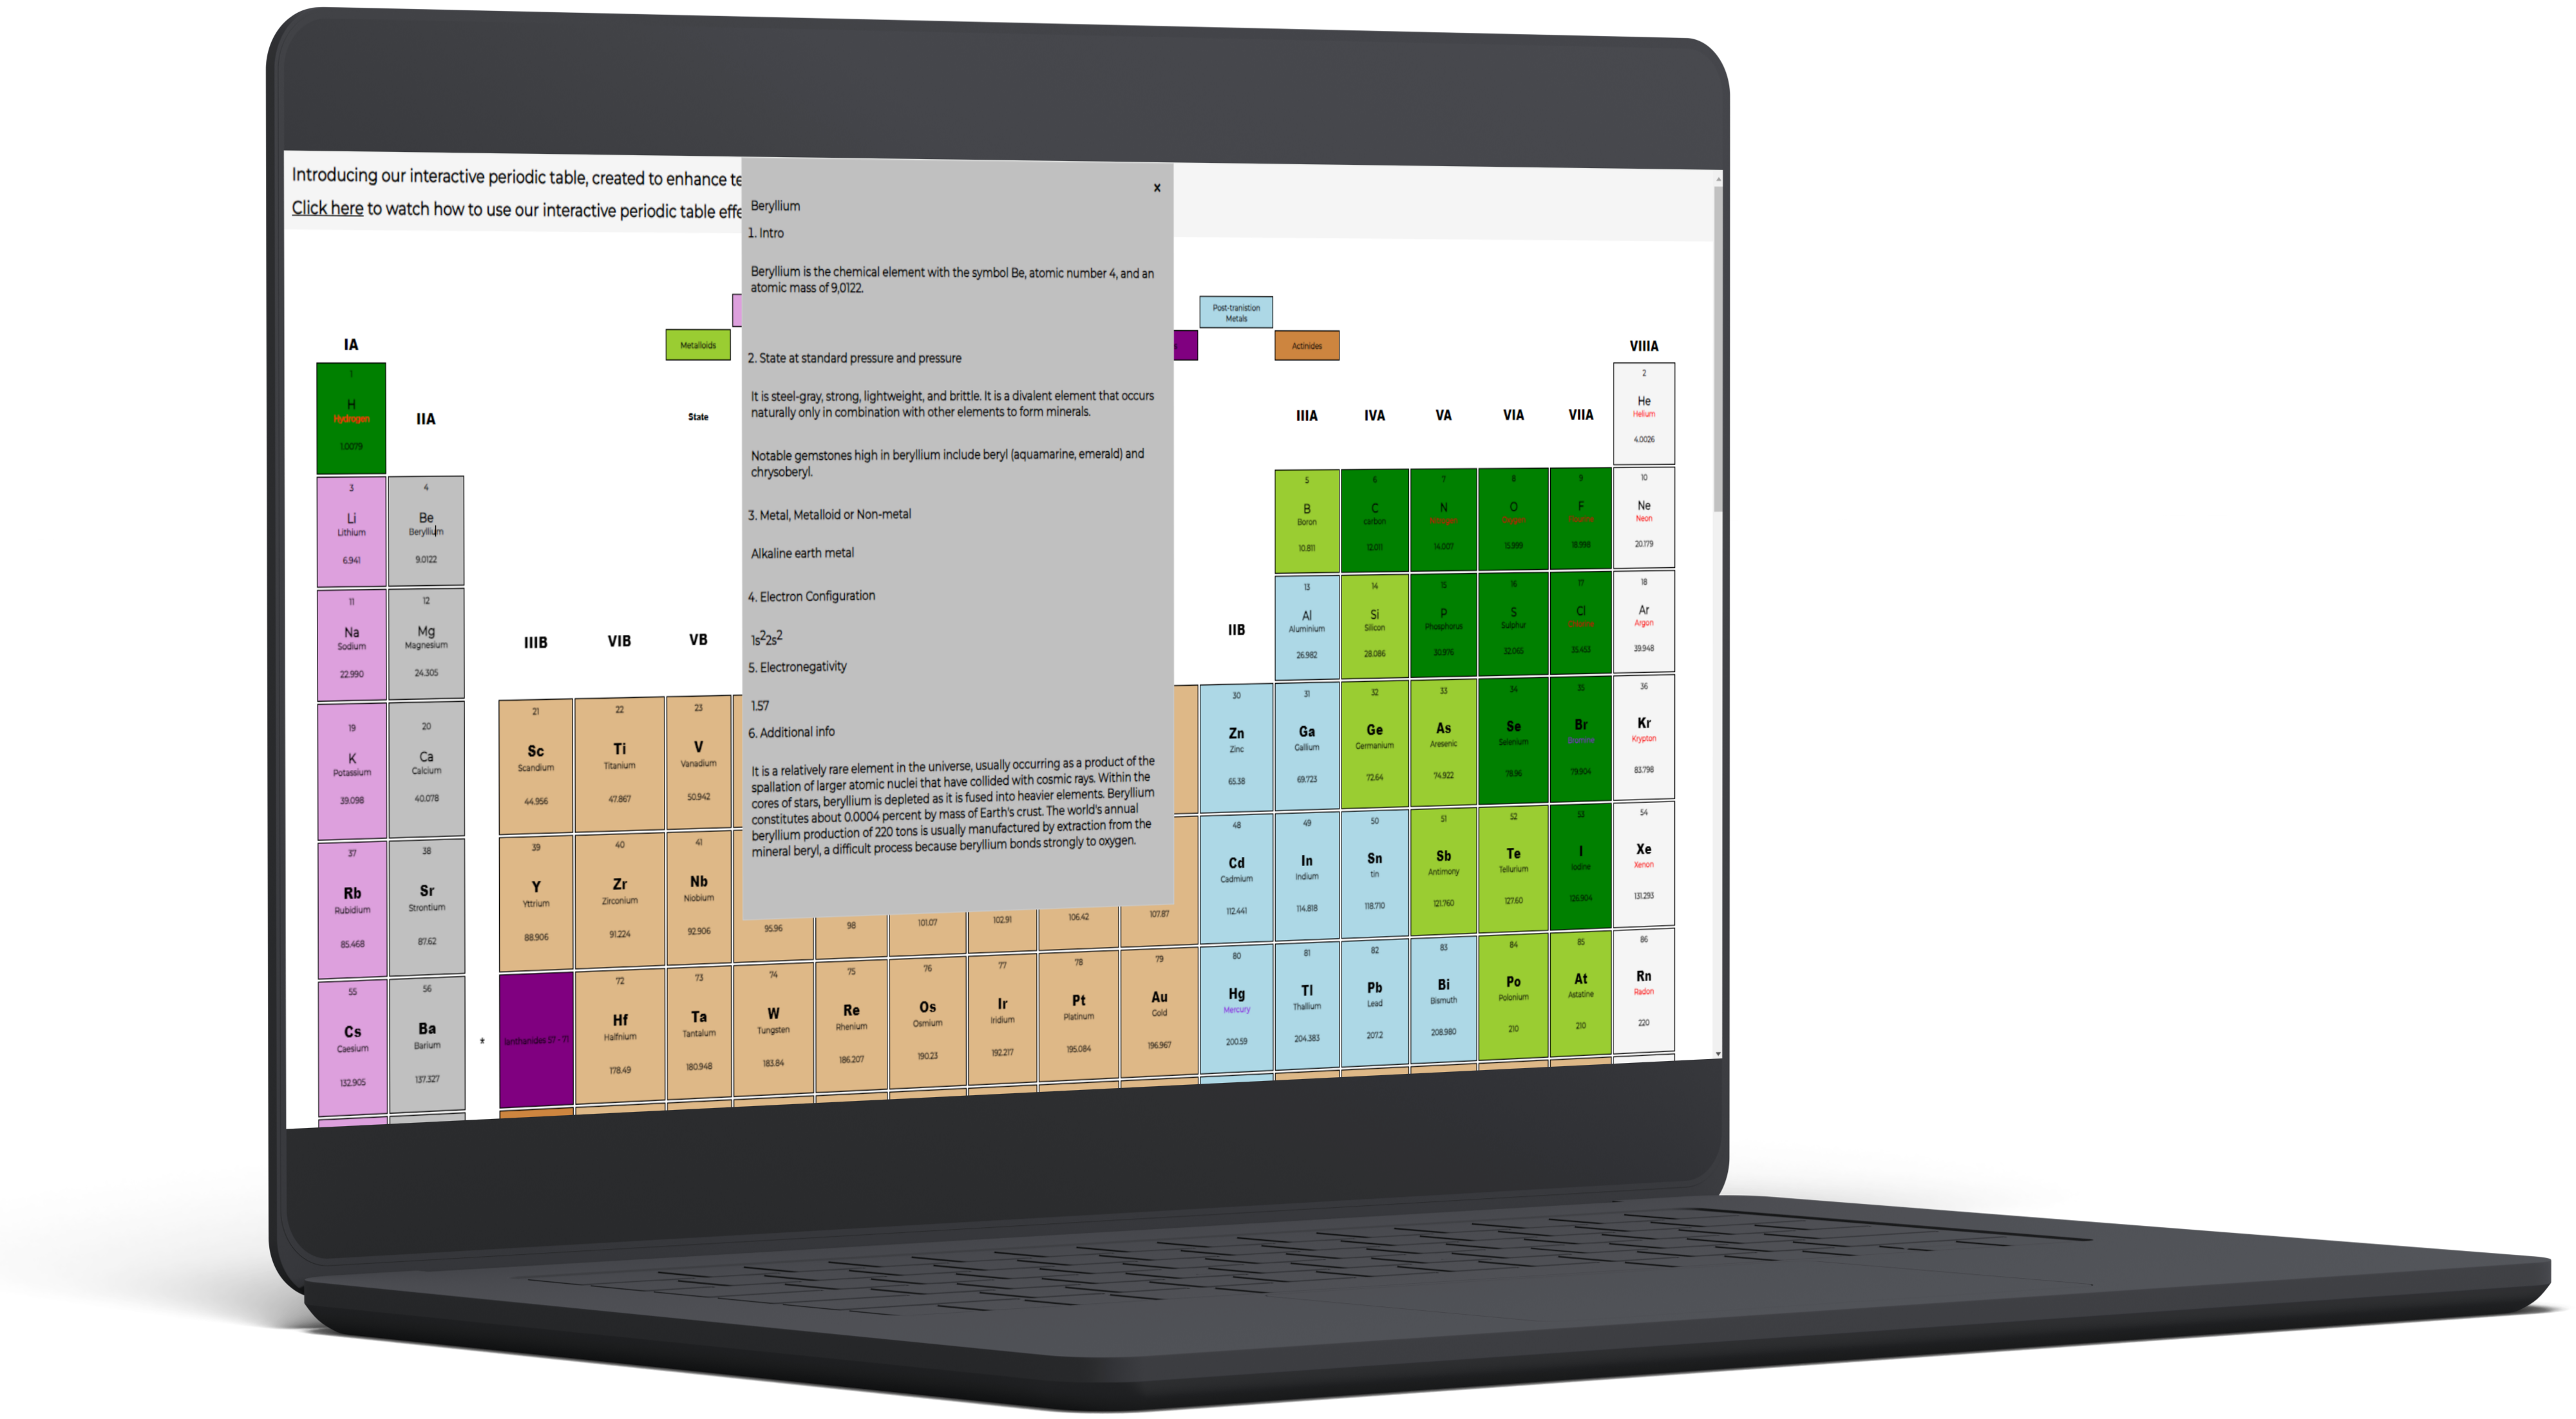 Introducing our interactive periodic table, created to enhance te
Click here to watch how to use our interactive periodic table effe
x
Beryllium
1. Intro
Beryllium is the chemical element with the symbol Be, atomic number 4, and an
atomic mass of 9,0122.
2. State at standard pressure and pressure
It is steel-gray, strong, lightweight, and brittle. It is a divalent element that occurs
naturally only in combination with other elements to form minerals.
Notable gemstones high in beryllium include beryl (aquamarine, emerald) and
chrysoberyl.
3. Metal, Metalloid or Non-metal
Alkaline earth metal
4. Electron Configuration
1s²2s²
5. Electronegativity
1.57
6. Additional info
It is a relatively rare element in the universe, usually occurring as a product of the
spallation of larger atomic nuclei that have collided with cosmic rays. Within the
cores of stars, beryllium is depleted as it is fused into heavier elements. Beryllium
constitutes about 0.0004 percent by mass of Earth's crust. The world's annual
beryllium production of 220 tons is usually manufactured by extraction from the
mineral beryl, a difficult process because beryllium bonds strongly to oxygen.
Post-tranistion
Metals
Metalloids
Actinides
State
IA
IIA
IIIB
VIB
VB
IIB
IIIA
IVA
VA
VIA
VIIA
VIIIA
1
H
Hydrogen
1.0079
2
He
Helium
4.0026
3
Li
Lithium
6.941
4
Be
Beryllium
9.0122
5
B
Boron
10.811
6
C
carbon
12.011
7
N
14.007
8
O
15.999
9
F
18.998
10
Ne
Neon
20.179
11
Na
Sodium
22.990
12
Mg
Magnesium
24.305
13
Al
Aluminium
26.982
14
Si
Silicon
28.086
15
P
Phosphorus
30.976
16
S
Sulphur
32.065
17
Cl
35.453
18
Ar
Argon
39.948
19
K
Potassium
39.098
20
Ca
Calcium
40.078
21
Sc
Scandium
44.956
22
Ti
Titanium
47.867
23
V
Vanadium
50.942
30
Zn
Zinc
65.38
31
Ga
Gallium
69.723
32
Ge
Germanium
72.64
33
As
Aresenic
74.922
34
Se
Selenium
78.96
35
Br
79.904
36
Kr
Krypton
83.798
37
Rb
Rubidium
85.468
38
Sr
Strontium
87.62
39
Y
Yttrium
88.906
40
Zr
Zirconium
91.224
41
Nb
Niobium
92.906
95.96
98
101.07
102.91
106.42
107.87
48
Cd
Cadmium
112.441
49
In
Indium
114.818
50
Sn
tin
118.710
51
Sb
Antimony
121.760
52
Te
Tellurium
127.60
53
I
Iodine
126.904
54
Xe
Xenon
131.293
55
Cs
Caesium
132.905
56
Ba
Barium
137.327
*
72
Hf
Halfnium
178.49
73
Ta
Tantalum
180.948
74
W
Tungsten
183.84
75
Re
Rhenium
186.207
76
Os
Osmium
190.23
77
Ir
Iridium
192.217
78
Pt
Platinum
195.084
79
Au
Gold
196.967
80
Hg
Mercury
200.59
81
Tl
Thallium
204.383
82
Pb
Lead
207.2
83
Bi
Bismuth
208.980
84
Po
Polonium
210
85
At
Astatine
210
86
Rn
Radon
220